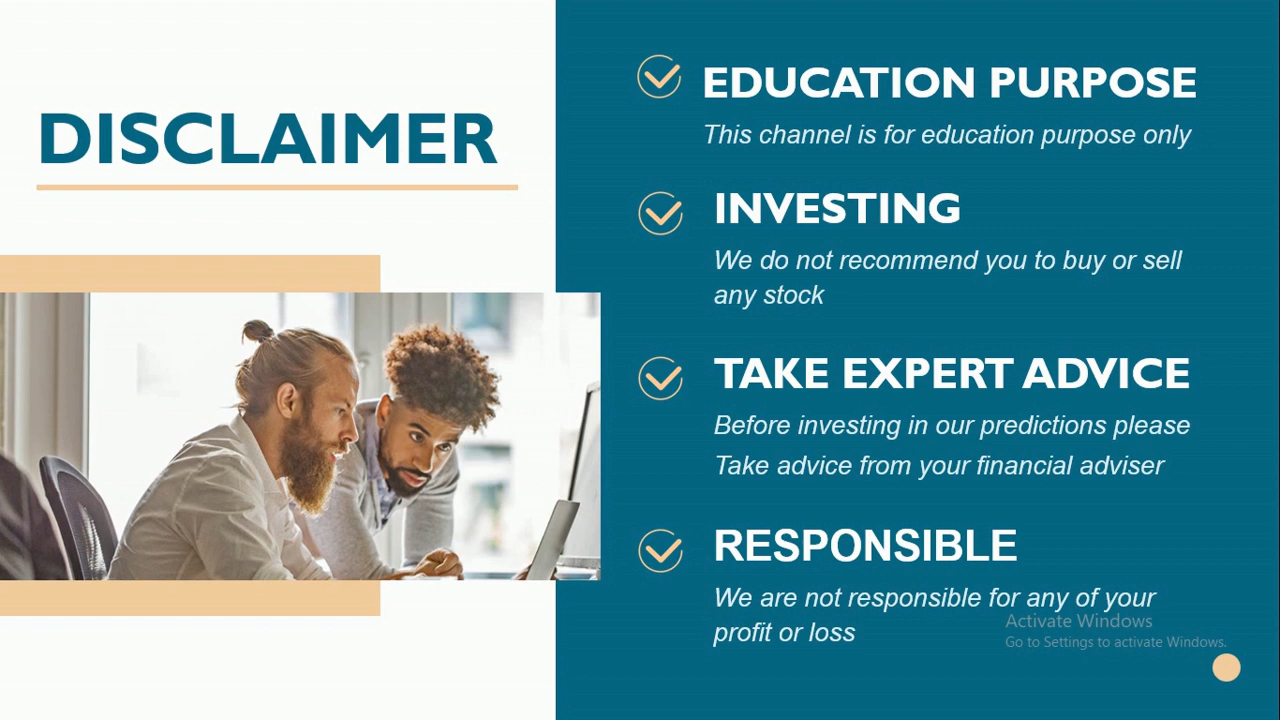 DISCLAIMER
EDUCATION PURPOSE
This channel is for education purpose only
INVESTING
We do not recommend you to buy or sell
any stock
TAKE EXPERT ADVICE
Before investing in our predictions please
Take advice from your financial adviser
RESPONSIBLE
We are not responsible for any of your
profit or loss
Activate Windows
Go to Settings to activate Windows.